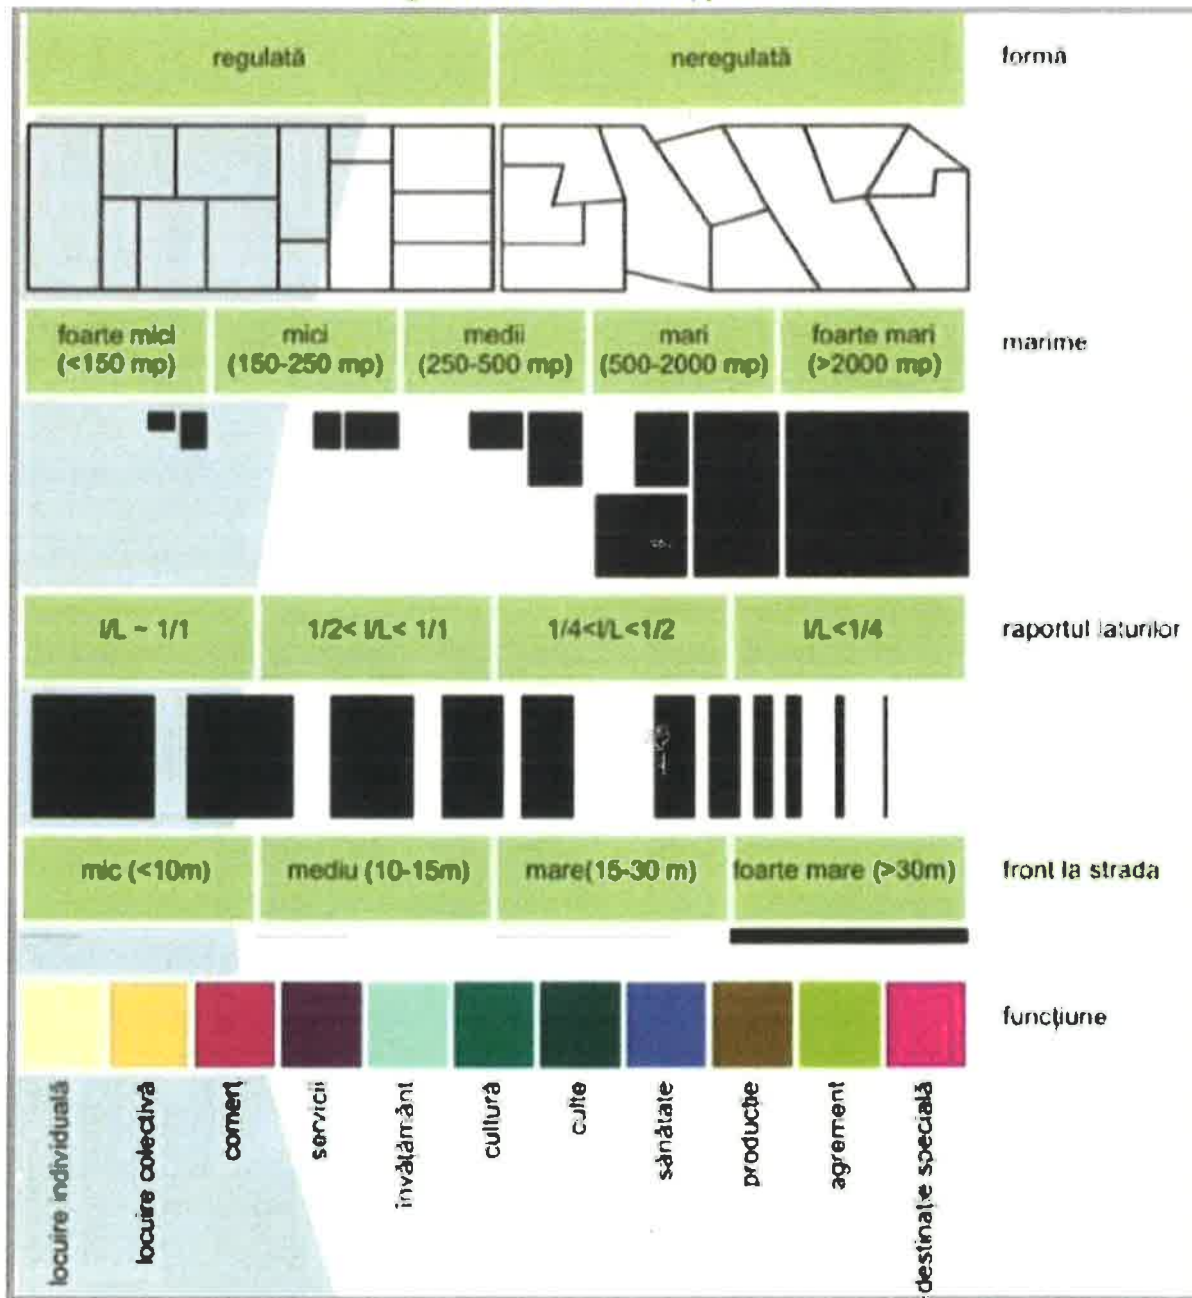 regulată neregulată formă
foarte mici mici medii mari foarte mari marime
(<150 mp) (150-250 mp) (250-500 mp) (500-2000 mp) (>2000 mp)
l/L ~ 1/1 1/2< l/L< 1/1 1/4<l/L<1/2 l/L<1/4 raportul laturilor
mic (<10m) mediu (10-15m) mare(15-30 m) foarte mare (>30m) front la strada
funcțiune
locuire individuală
locuire colectivă
comerț
servicii
învățământ
cultură
culte
sănătate
producție
agrement
destinație specială